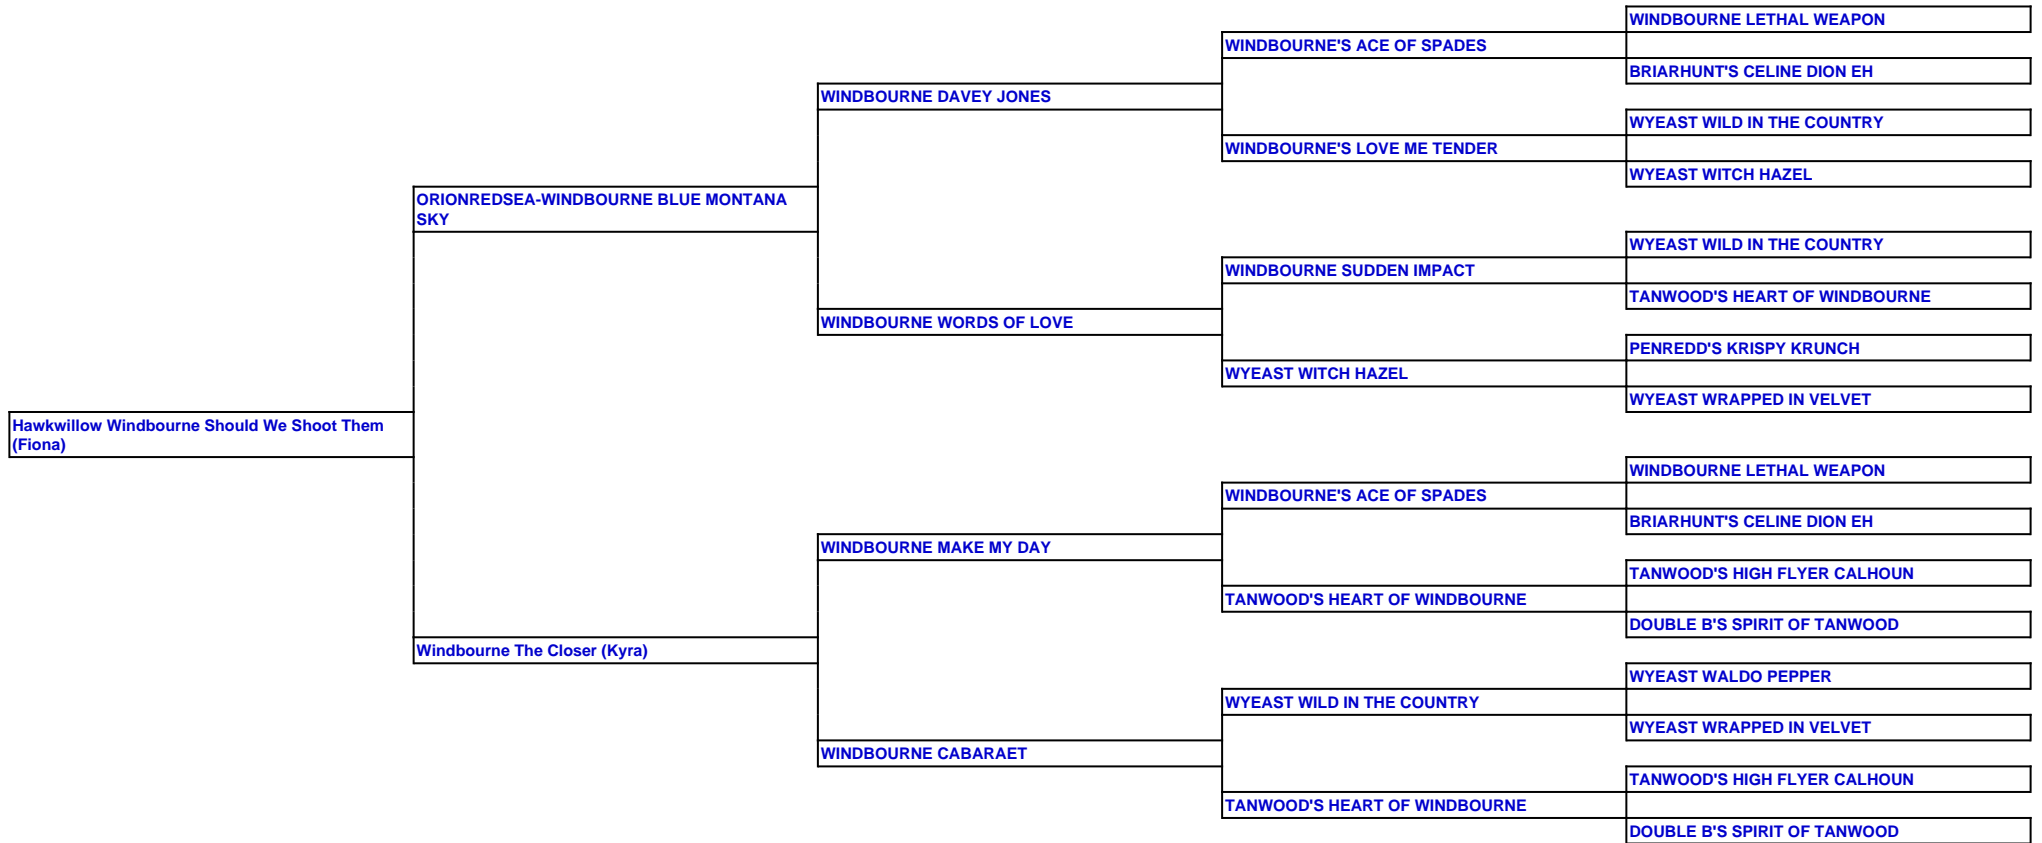 WINDBOURNE LETHAL WEAPON
WINDBOURNE'S ACE OF SPADES
BRIARHUNT'S CELINE DION EH
WINDBOURNE DAVEY JONES
WYEAST WILD IN THE COUNTRY
WINDBOURNE'S LOVE ME TENDER
WYEAST WITCH HAZEL
ORIONREDSEA-WINDBOURNE BLUE MONTANA
SKY
WYEAST WILD IN THE COUNTRY
WINDBOURNE SUDDEN IMPACT
TANWOOD'S HEART OF WINDBOURNE
WINDBOURNE WORDS OF LOVE
PENREDD'S KRISPY KRUNCH
WYEAST WITCH HAZEL
WYEAST WRAPPED IN VELVET
Hawkwillow Windbourne Should We Shoot Them
(Fiona)
WINDBOURNE LETHAL WEAPON
WINDBOURNE'S ACE OF SPADES
BRIARHUNT'S CELINE DION EH
WINDBOURNE MAKE MY DAY
TANWOOD'S HIGH FLYER CALHOUN
TANWOOD'S HEART OF WINDBOURNE
DOUBLE B'S SPIRIT OF TANWOOD
Windbourne The Closer (Kyra)
WYEAST WALDO PEPPER
WYEAST WILD IN THE COUNTRY
WYEAST WRAPPED IN VELVET
WINDBOURNE CABARAET
TANWOOD'S HIGH FLYER CALHOUN
TANWOOD'S HEART OF WINDBOURNE
DOUBLE B'S SPIRIT OF TANWOOD